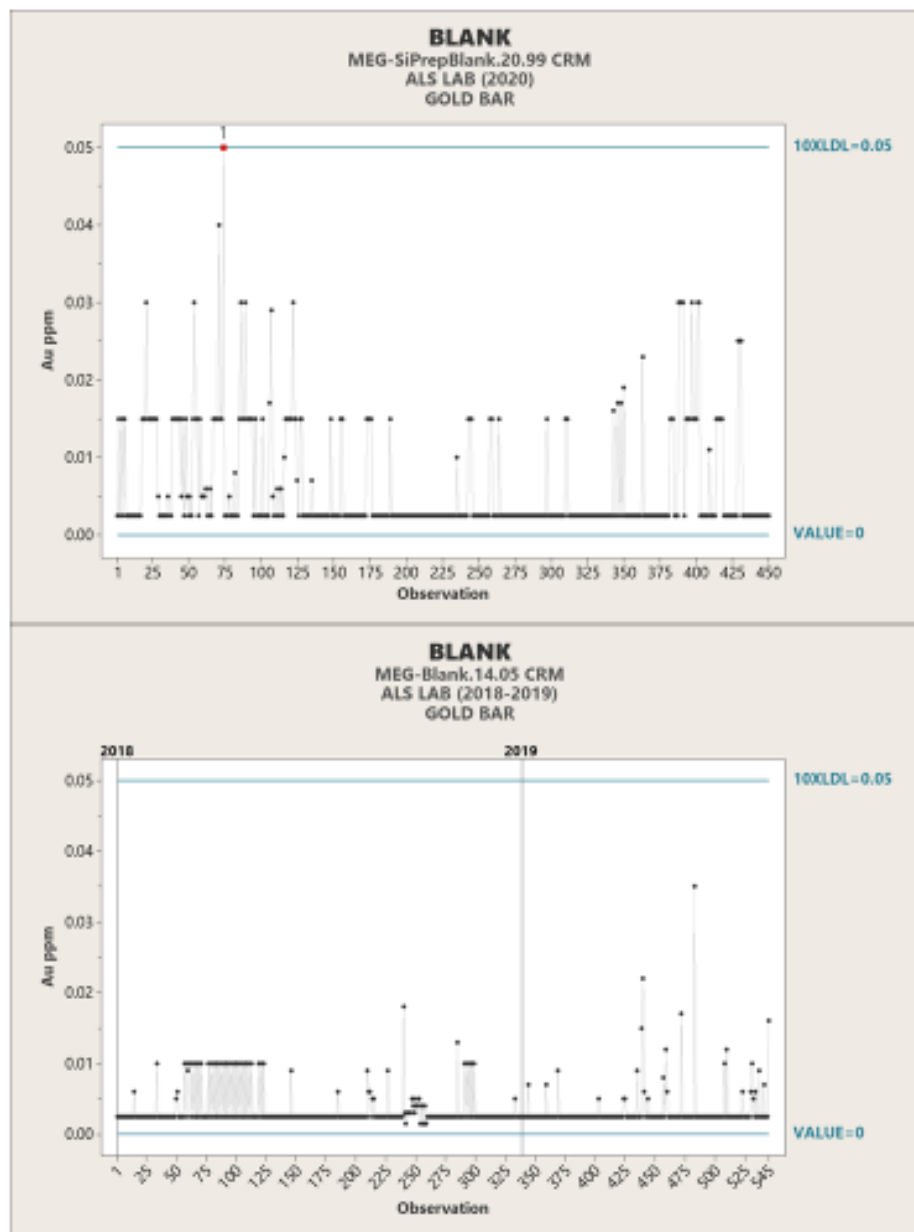 BLANK
MEG-SiPrepBlank.20.99 CRM
ALS LAB (2020)
GOLD BAR
1
0.05
10XLDL=0.05
0.04
0.03
Au ppm
0.02
0.01
0.00
VALUE=0
1 25 50 75 100 125 150 175 200 225 250 275 300 325 350 375 400 425 450
Observation
BLANK
MEG-Blank.14.05 CRM
ALS LAB (2018-2019)
GOLD BAR
2018 2019
0.05
10XLDL=0.05
0.04
0.03
Au ppm
0.02
0.01
0.00
VALUE=0
1 25 50 75 100 125 150 175 200 225 250 275 300 325 350 375 400 425 450 475 500 525 545
Observation